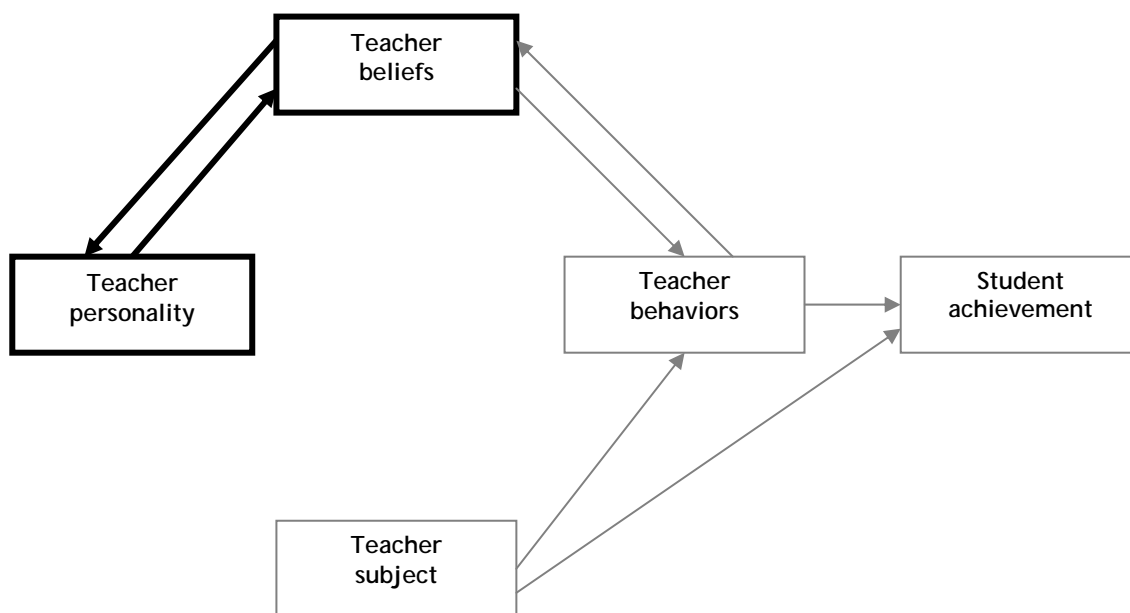 Teacher
beliefs
Teacher
personality
Teacher
behaviors
Student
achievement
Teacher
subject